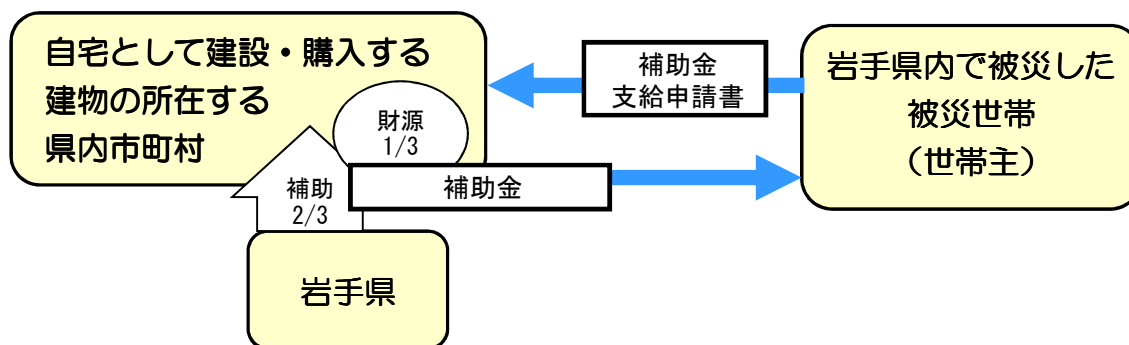 自宅として建設・購入する
建物の所在する
県内市町村
財源
1/3
補助
2/3
岩手県
補助金
支給申請書
補助金
岩手県内で被災した
被災世帯
（世帯主）